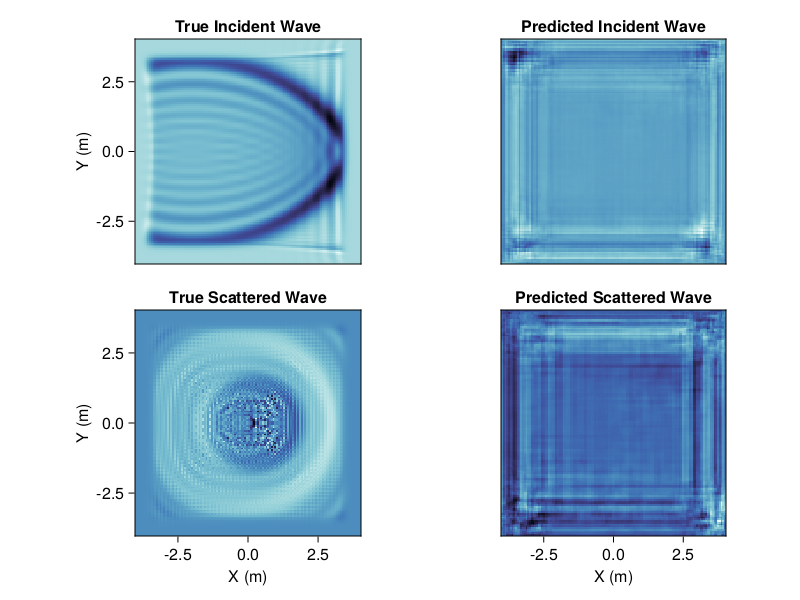 True Incident Wave
Predicted Incident Wave
2.5
0.0
-2.5
Y (m)
True Scattered Wave
Predicted Scattered Wave
2.5
0.0
-2.5
Y (m)
-2.5 0.0 2.5
-2.5 0.0 2.5
X (m)
X (m)